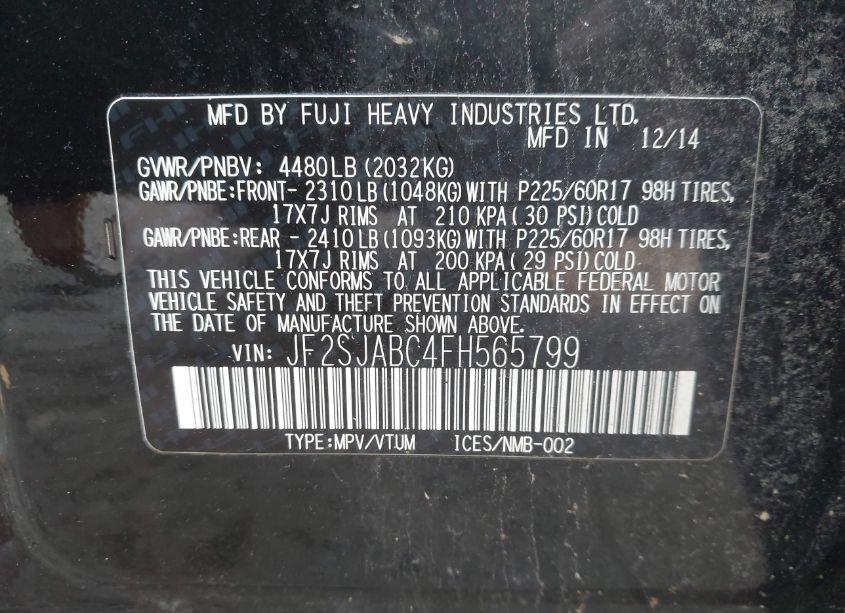 MFD BY FUJI HEAVY INDUSTRIES LTD.
MFD IN 12/14
GVWR/PNBV: 4480LB (2032KG)
GAWR/PNBE:FRONT- 2310LB(1048KG)WITH P225/60R17 98H TIRES,
17X7J RIMS AT 210 KPA(30 PSI)COLD
GAWR/PNBE:REAR - 2410LB(1093KG)WITH P225/60R17 98H TIRES,
17X7J RIMS AT 200 KPA(29 PSI)COLD
THIS VEHICLE CONFORMS TO ALL APPLICABLE FEDERAL MOTOR
VEHICLE SAFETY AND THEFT PREVENTION STANDARDS IN EFFECT ON
THE DATE OF MANUFACTURE SHOWN ABOVE.
VIN: JF2SJABC4FH565799
TYPE:MPV/VTUM ICES/NMB-002